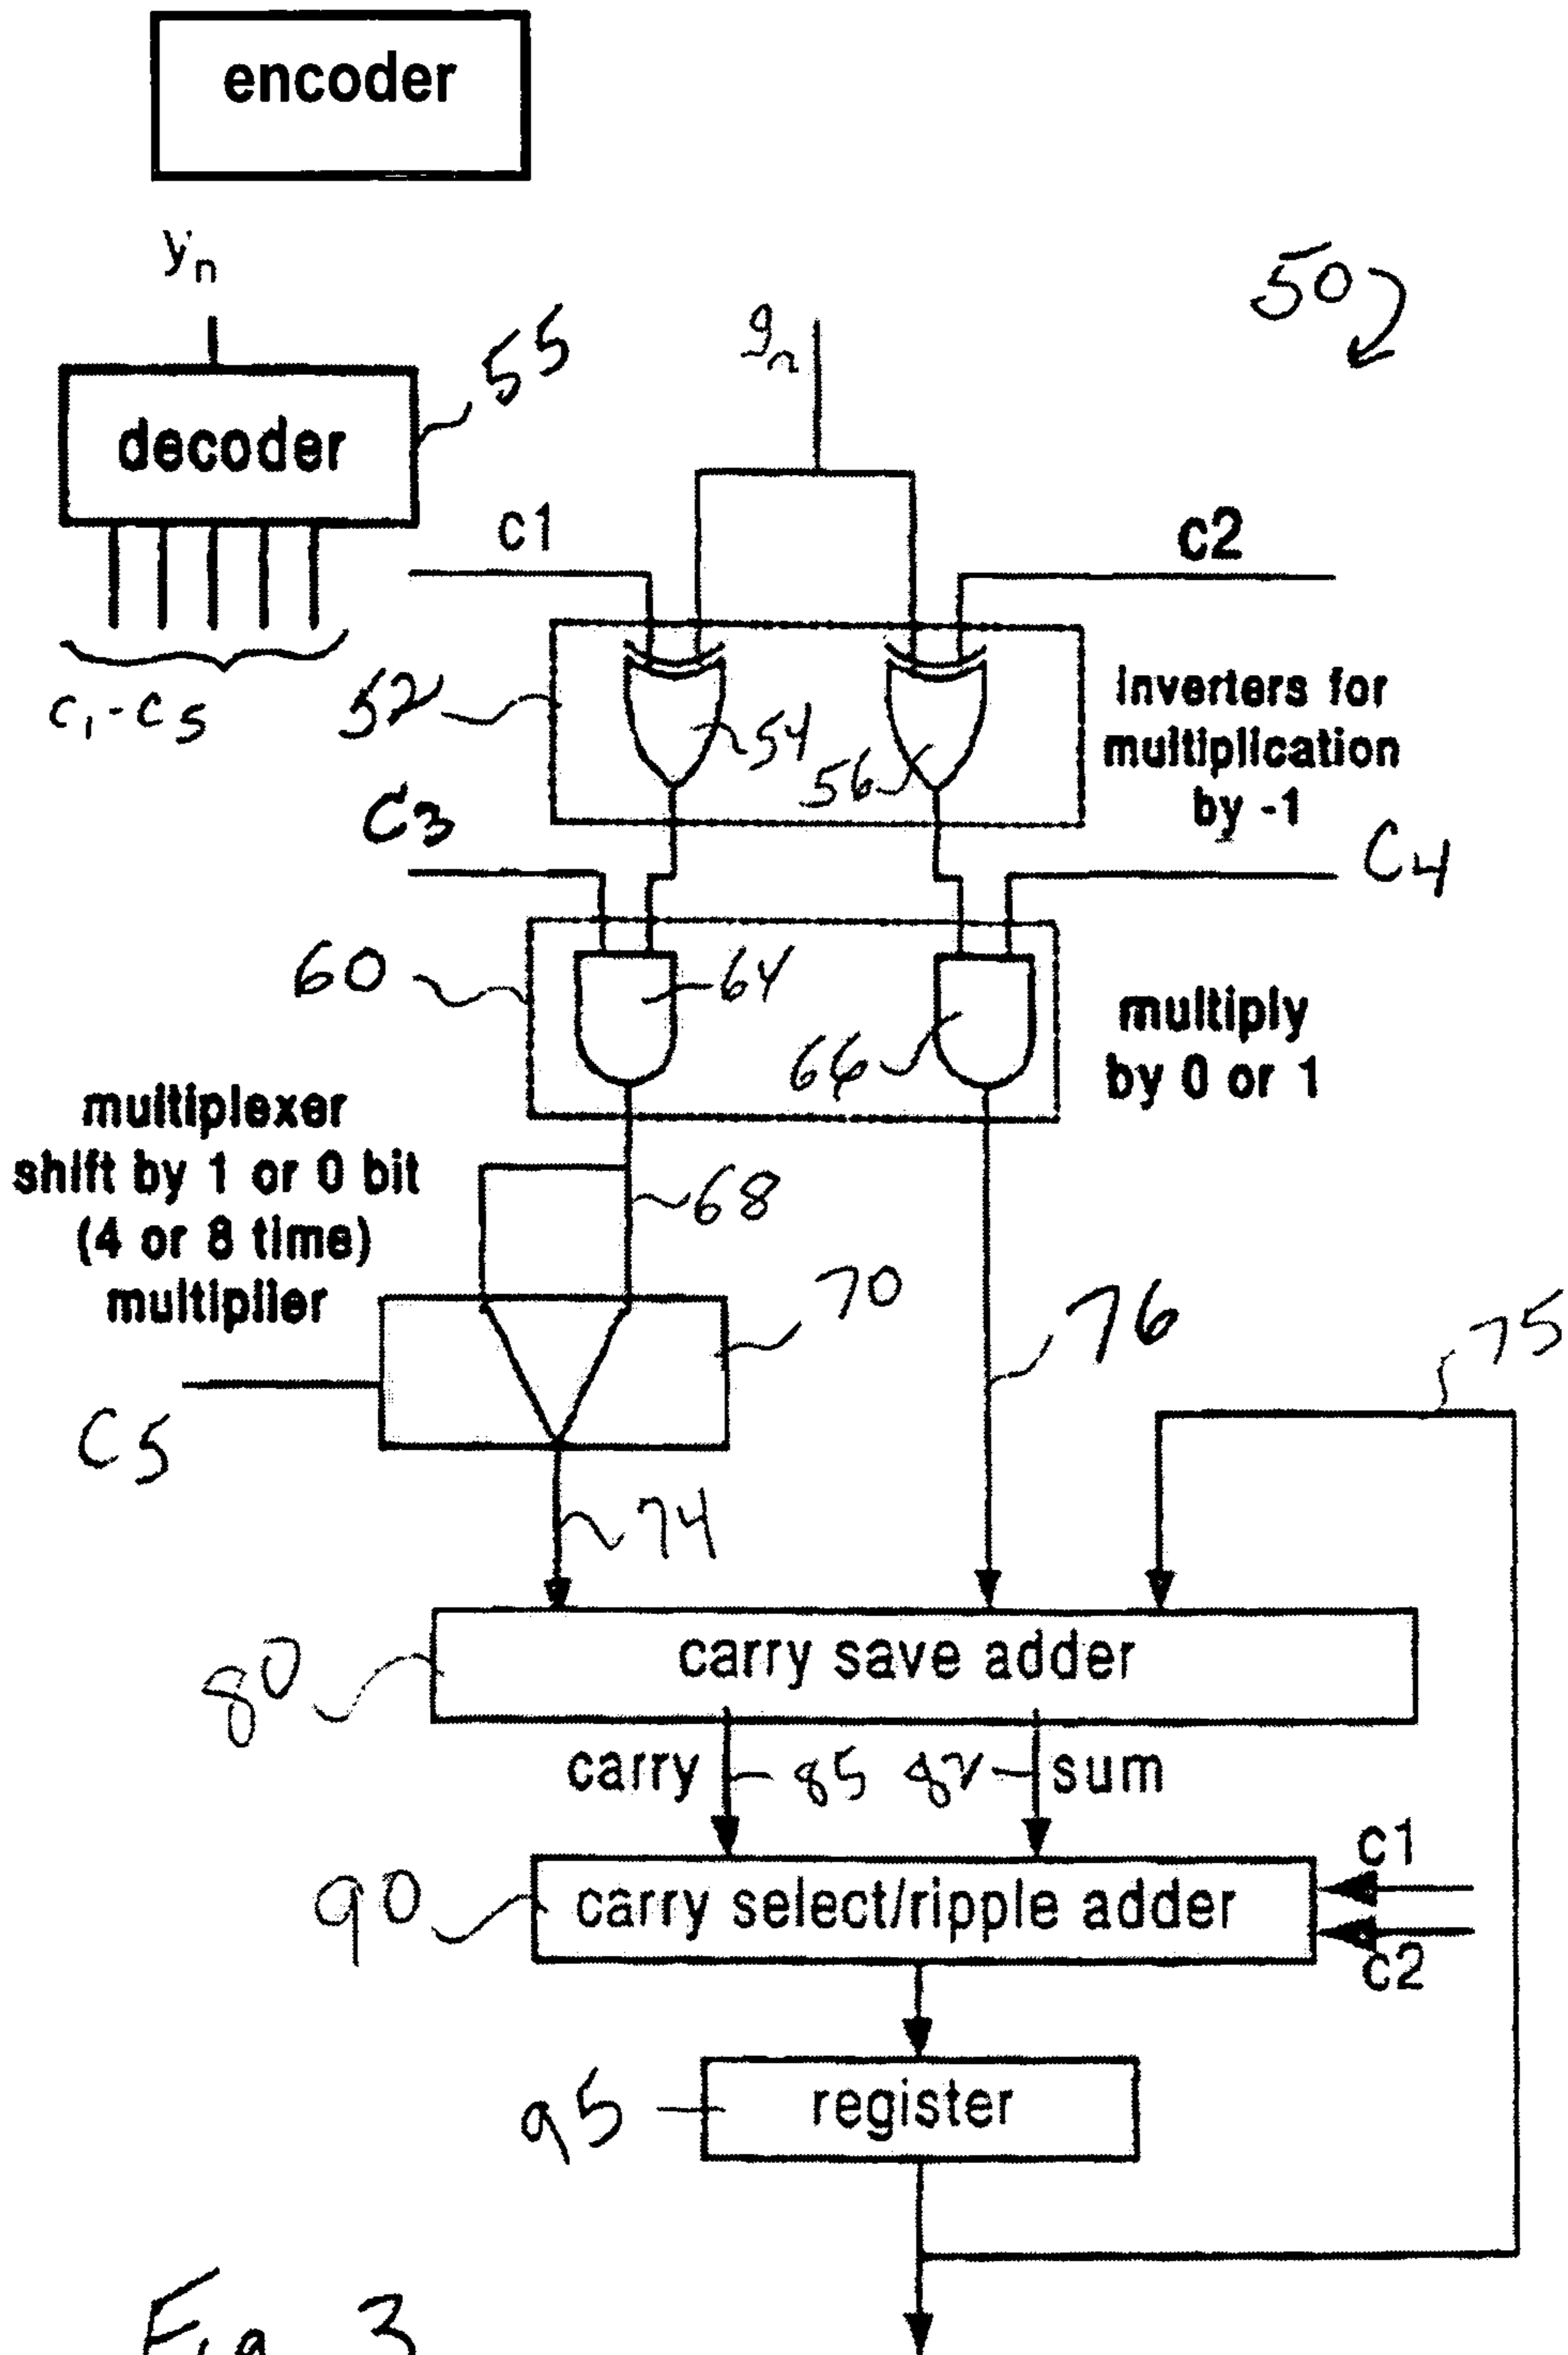 encoder
yn
50
55
gn
decoder
c1
c2
c1 - c5
52
54
56
inverters for
multiplication
by -1
C3
C4
60
64
66
multiply
by 0 or 1
multiplexer
shift by 1 or 0 bit
(4 or 8 time)
multiplier
68
70
76
75
C5
74
carry save adder
80
carry
85
82
sum
c1
90
carry select/ripple adder
c2
95
register
Fig 3